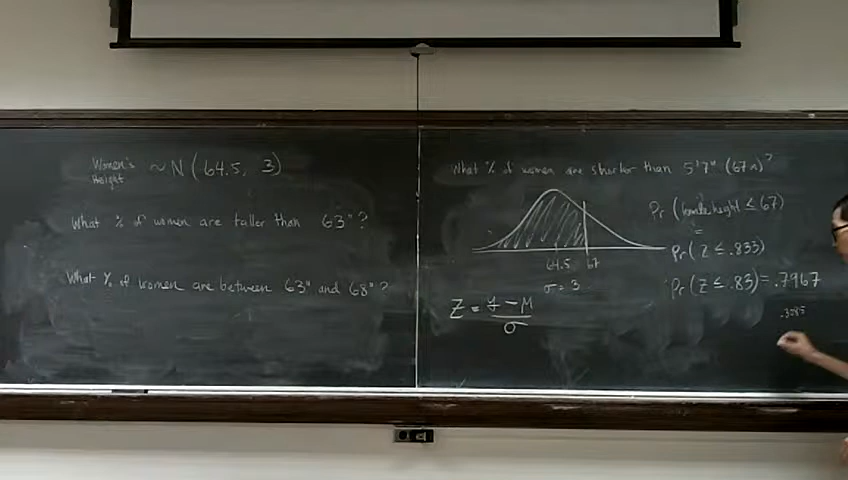 Women's
Height ~ N(64.5, 3)
What % of women are taller than 63"?
What % of women are between 63" and 68"?
What % of women are shorter than 5'7" (67 in)?
64.5 67
σ = 3
Z = y - μ
σ
Pr (female height ≤ 67)
=
Pr (Z ≤ .833)
Pr (Z ≤ .83) = .7967